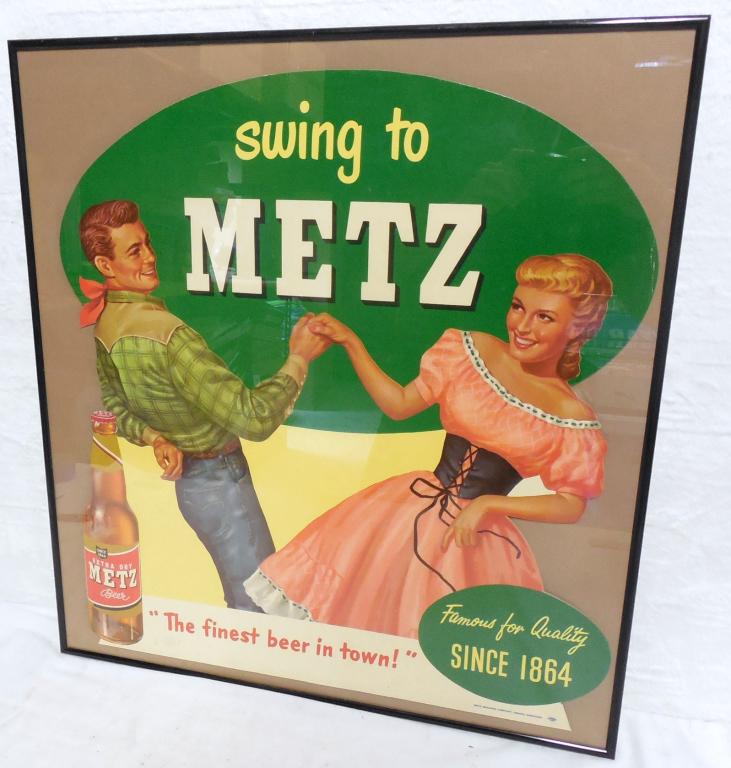 swing to
METZ
EXTRA DRY
METZ
Beer
"The finest beer in town!"
Famous for Quality
SINCE 1864